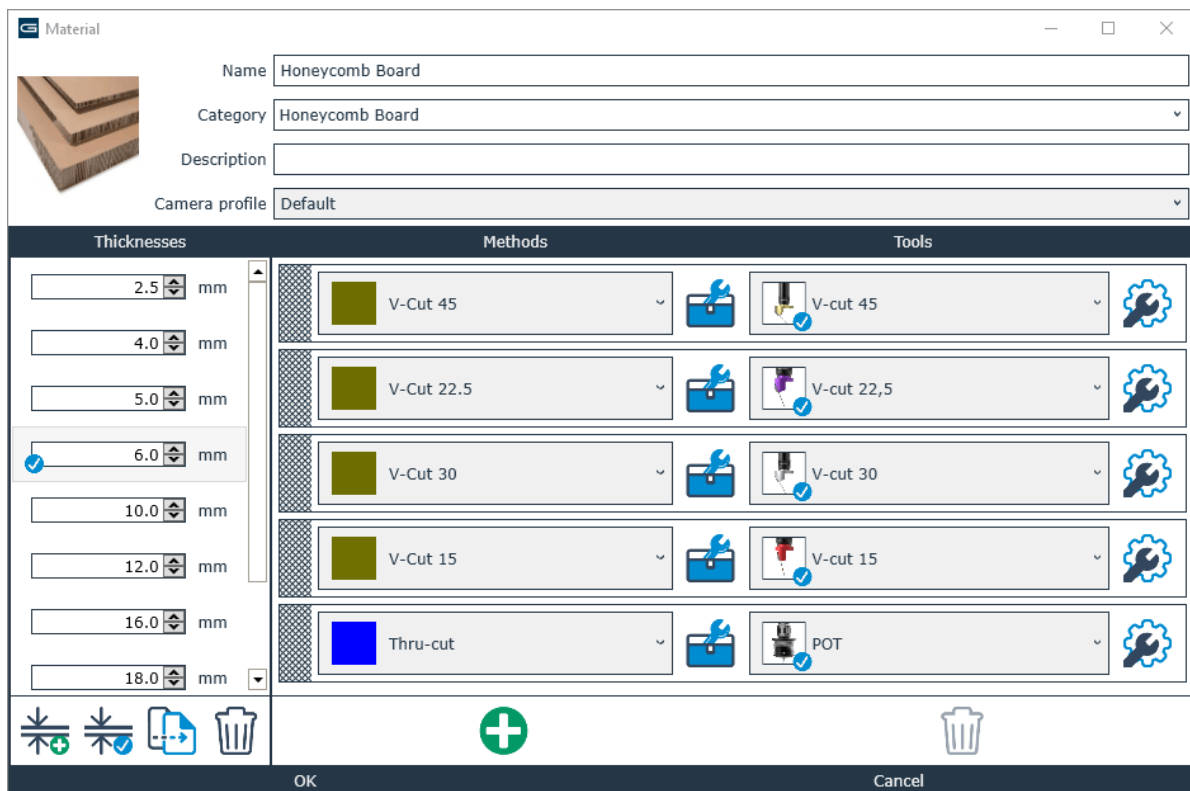 Material
Name Honeycomb Board
Category Honeycomb Board
Description
Camera profile Default
Thicknesses Methods Tools
2.5 mm
4.0 mm
5.0 mm
6.0 mm
10.0 mm
12.0 mm
16.0 mm
18.0 mm
V-Cut 45 V-cut 45
V-Cut 22.5 V-cut 22,5
V-Cut 30 V-cut 30
V-Cut 15 V-cut 15
Thru-cut POT
OK Cancel